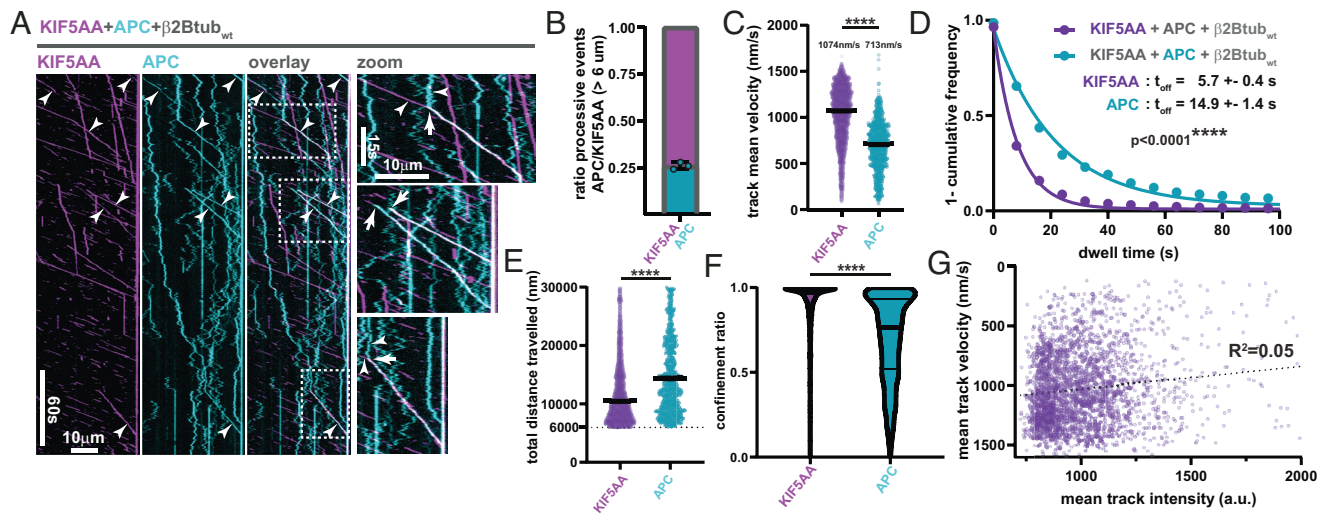 A
KIF5AA+APC+β2Btubwt
KIF5AA
APC
overlay
zoom
60s
10μm
15s
10μm
B
ratio processive events
APC/KIF5AA (> 6 um)
1.00
0.75
0.50
0.25
KIF5AA
APC
C
track mean velocity (nm/s)
2000
1500
1000
500
0
****
1074nm/s
713nm/s
KIF5AA
APC
D
1- cumulative frequency
1.0
0.5
0.0
0
20
40
60
80
100
dwell time (s)
KIF5AA + APC + β2Btubwt
KIF5AA + APC + β2Btubwt
KIF5AA : toff = 5.7 +- 0.4 s
APC : toff = 14.9 +- 1.4 s
p<0.0001****
E
total distance travelled (nm)
30000
20000
10000
6000
0
****
KIF5AA
APC
F
confinement ratio
1.0
0.5
0.0
****
KIF5AA
APC
G
mean track velocity (nm/s)
0
500
1000
1500
R²=0.05
1000
1500
2000
mean track intensity (a.u.)